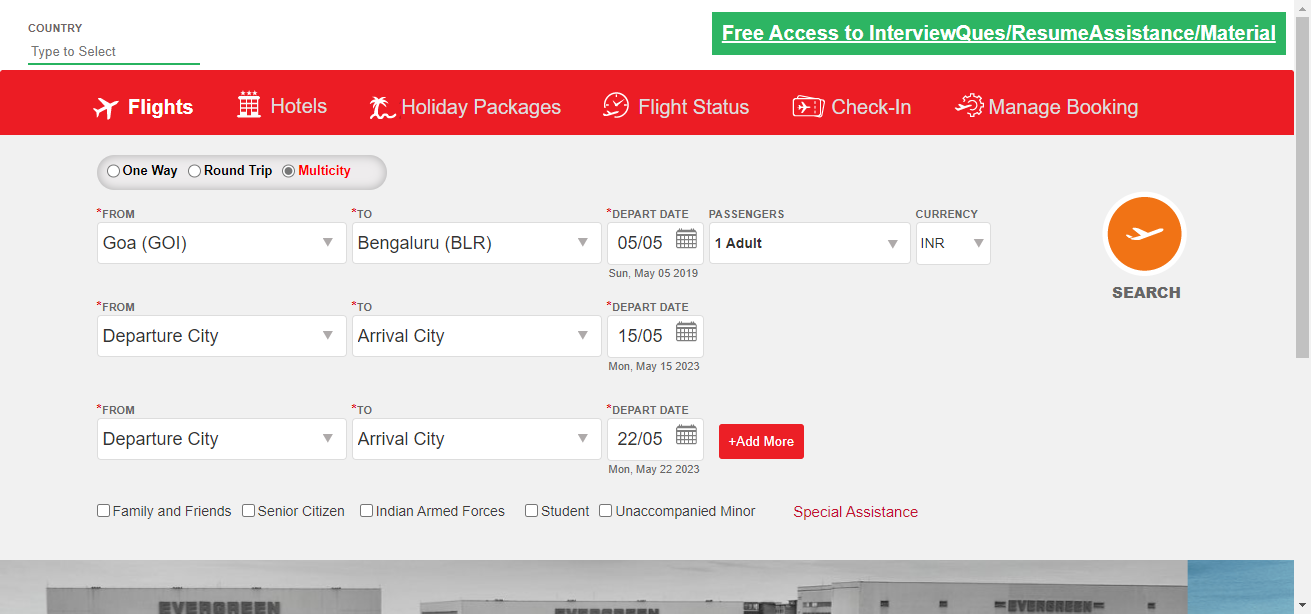 COUNTRY
Type to Select
Free Access to InterviewQues/ResumeAssistance/Material
Flights Hotels Holiday Packages Flight Status Check-In Manage Booking
One Way Round Trip Multicity
*FROM *TO *DEPART DATE PASSENGERS CURRENCY
Goa (GOI) Bengaluru (BLR) 05/05 1 Adult INR
Sun, May 05 2019
SEARCH
*FROM *TO *DEPART DATE
Departure City Arrival City 15/05
Mon, May 15 2023
*FROM *TO *DEPART DATE
Departure City Arrival City 22/05 +Add More
Mon, May 22 2023
Family and Friends Senior Citizen Indian Armed Forces Student Unaccompanied Minor Special Assistance
EVERGREEN EVERGREEN EVERGREEN